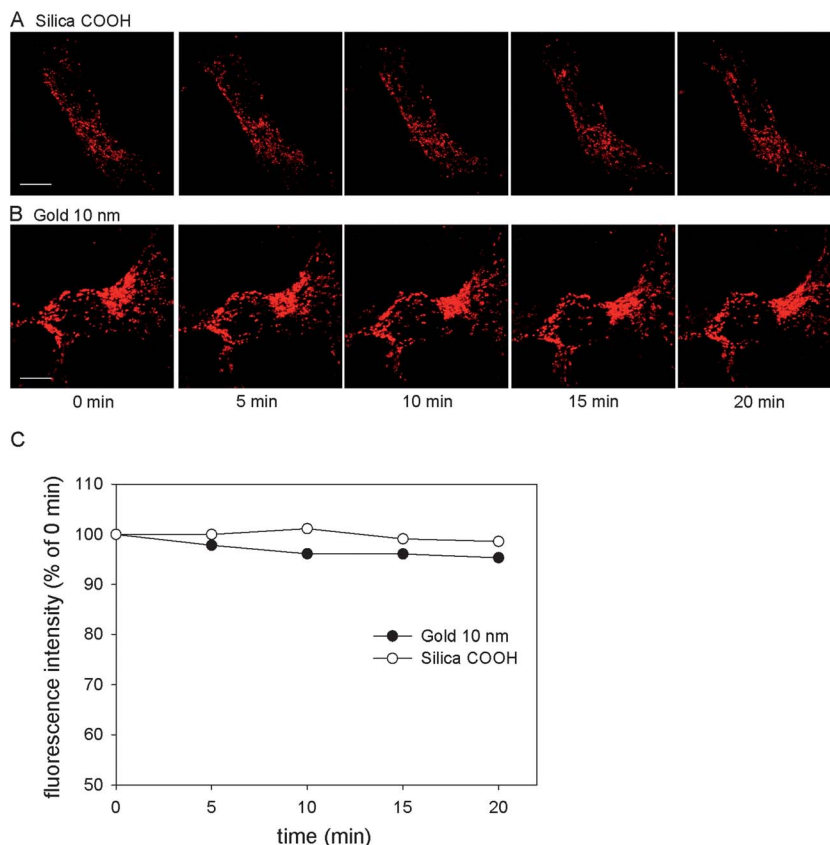 A Silica COOH
B Gold 10 nm
0 min 5 min 10 min 15 min 20 min
C
fluorescence intensity (% of 0 min)
110
100
90
80
70
60
50
Gold 10 nm
Silica COOH
0 5 10 15 20
time (min)